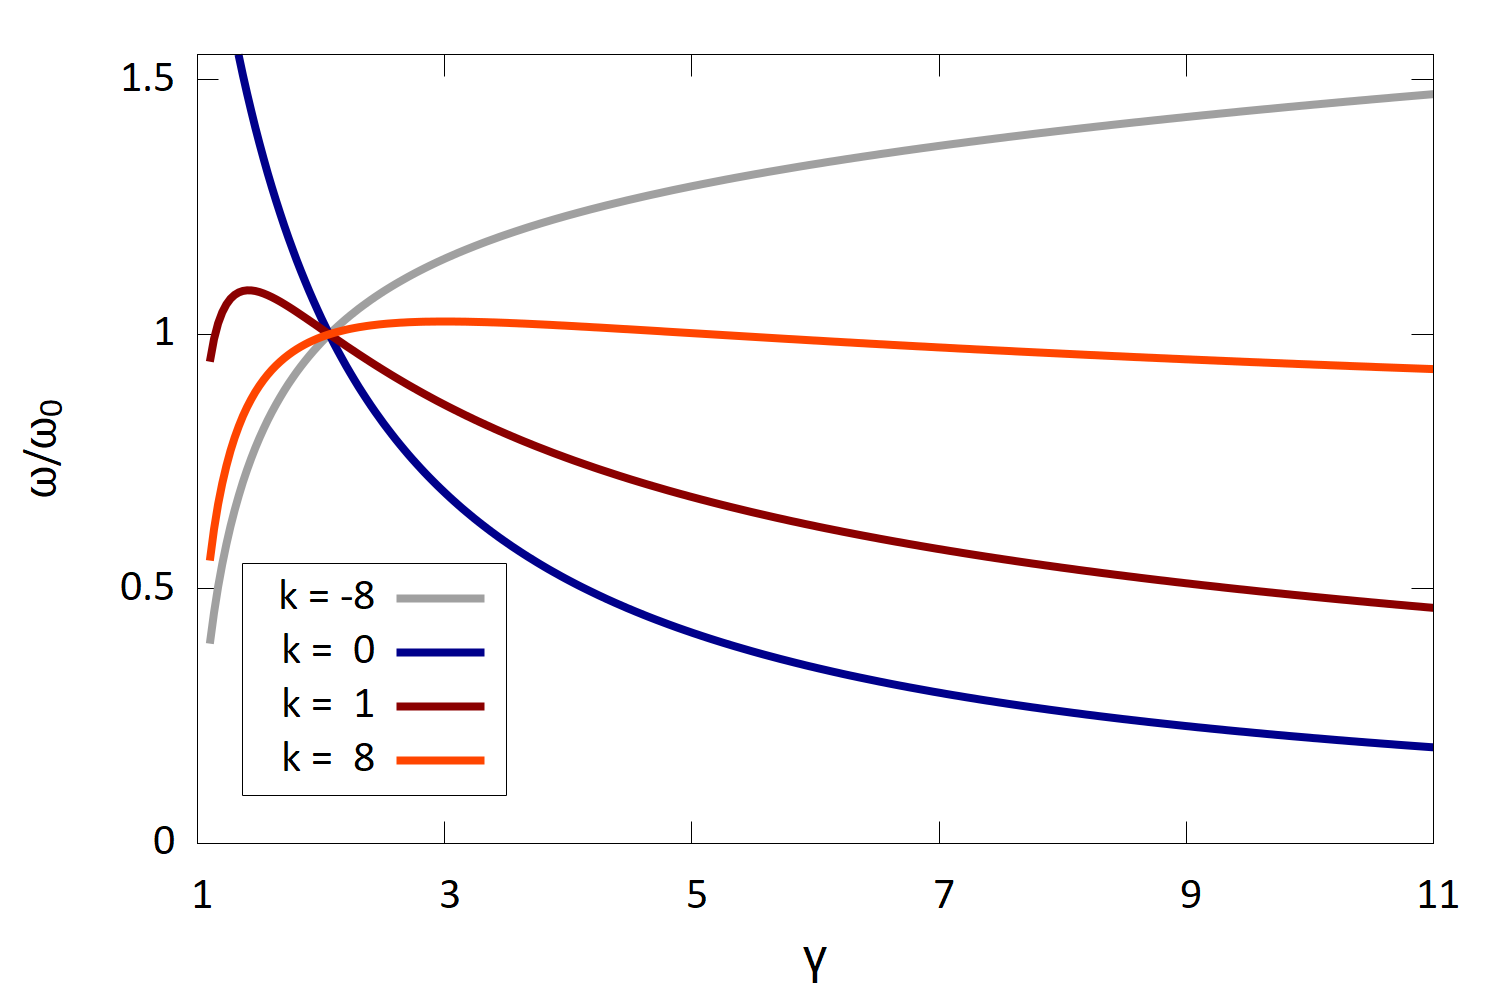 1.5
1
0.5
0
ω/ω₀
k = -8
k = 0
k = 1
k = 8
1 3 5 7 9 11
γ